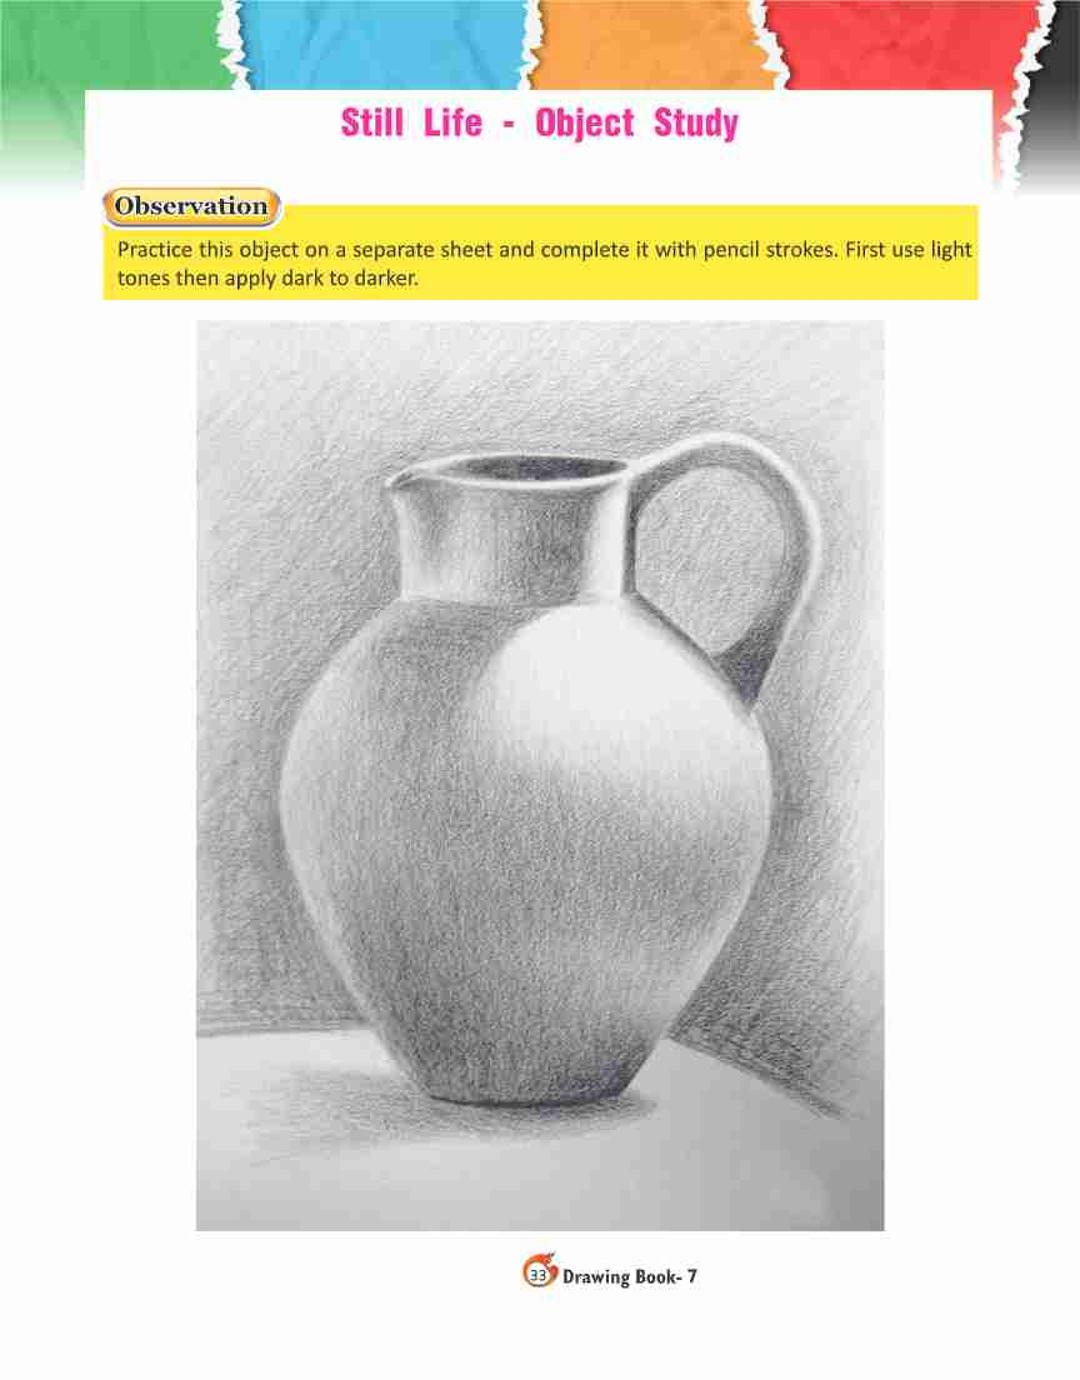 Still Life - Object Study
Observation
Practice this object on a separate sheet and complete it with pencil strokes. First use light
tones then apply dark to darker.
33 Drawing Book- 7